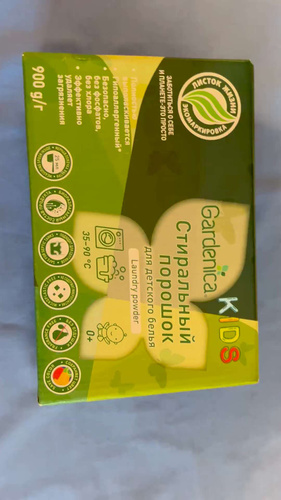 ЛИСТОК ЖИЗНИ
ЭКОМАРКИРОВКА
ЗАБОТИТЬСЯ О СЕБЕ
И ПЛАНЕТЕ-ЭТО ПРОСТО
Gardenica
KIDS
Стиральный
порошок
для детского белья
Laundry powder
35-90 °C
0+
Гипоаллергенный*
Безопасно,
без фосфатов,
без хлора
Эффективно
удаляет
загрязнения
900 g/г